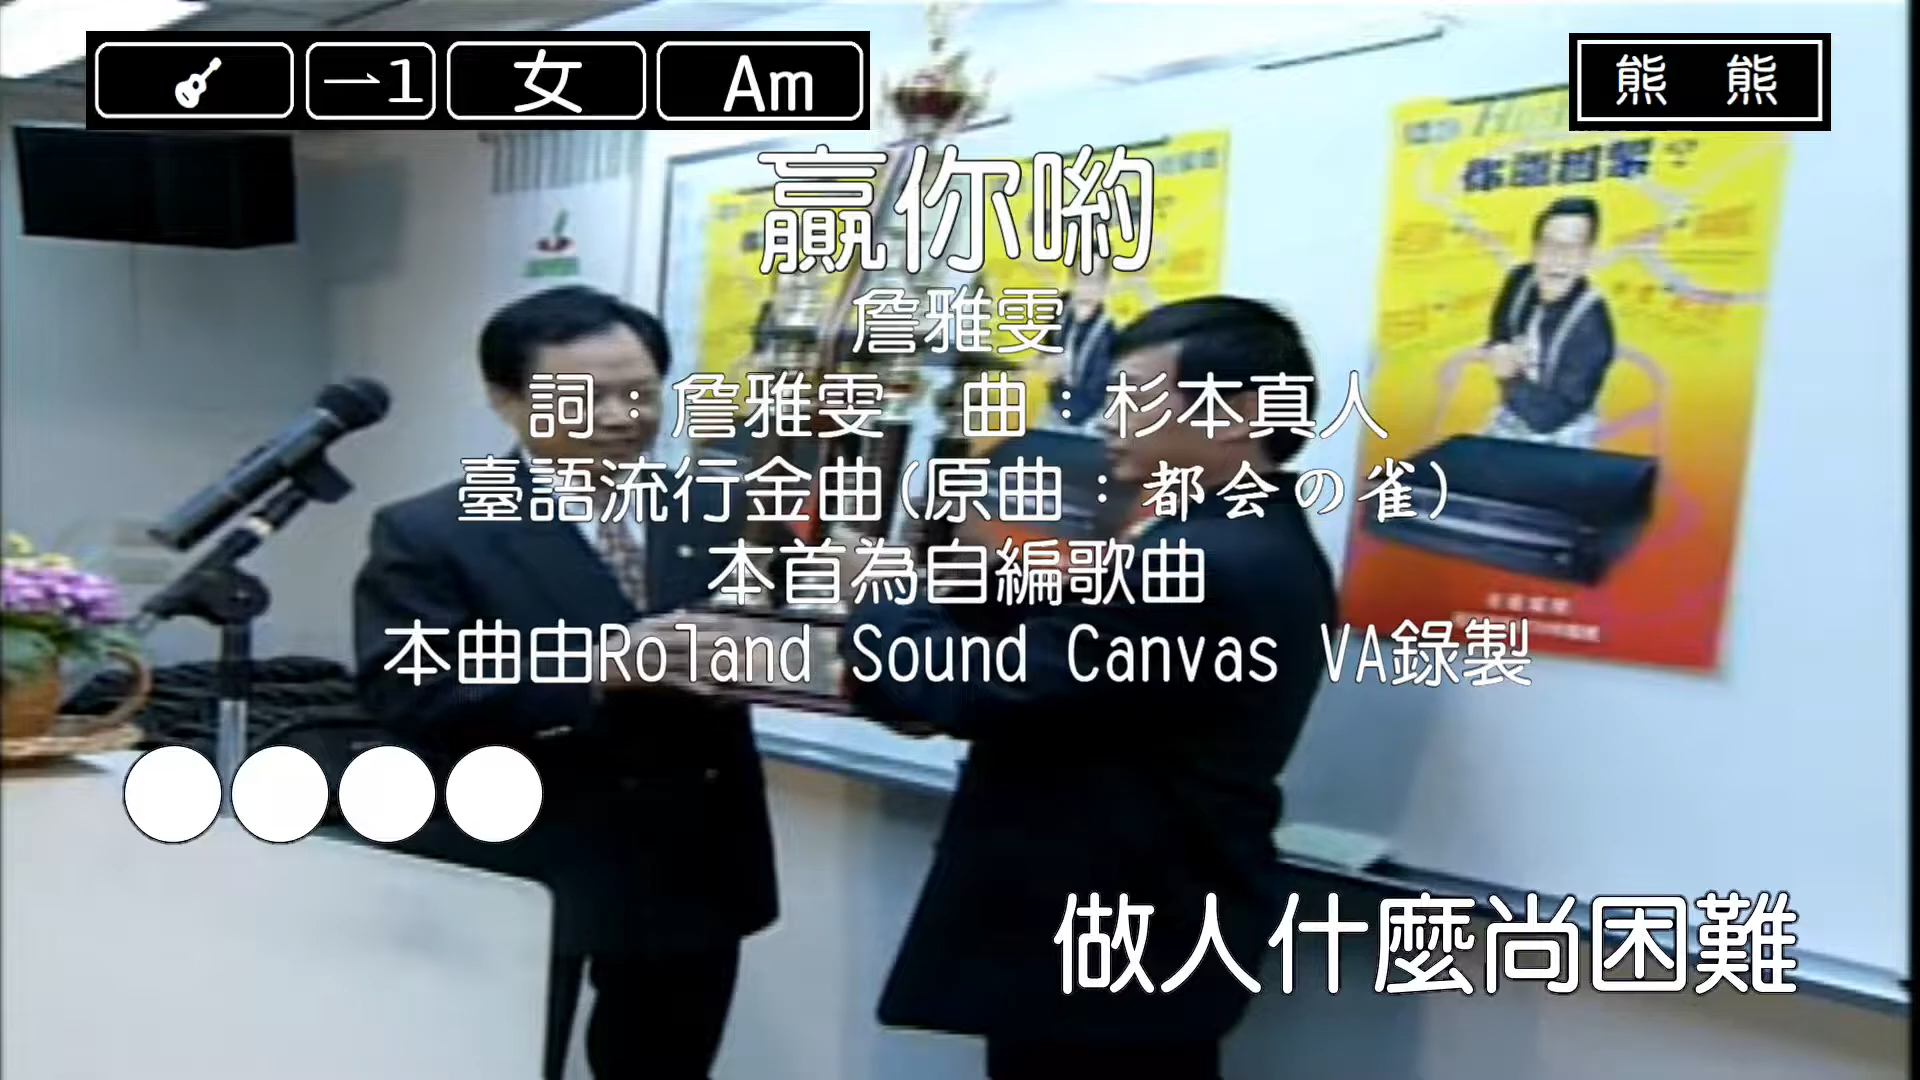 ⇀1 女 Am
熊 熊
贏你喲
詹雅雯
詞：詹雅雯 曲：杉本真人
臺語流行金曲(原曲：都会の雀)
本首為自編歌曲
本曲由Roland Sound Canvas VA錄製
做人什麼尚困難